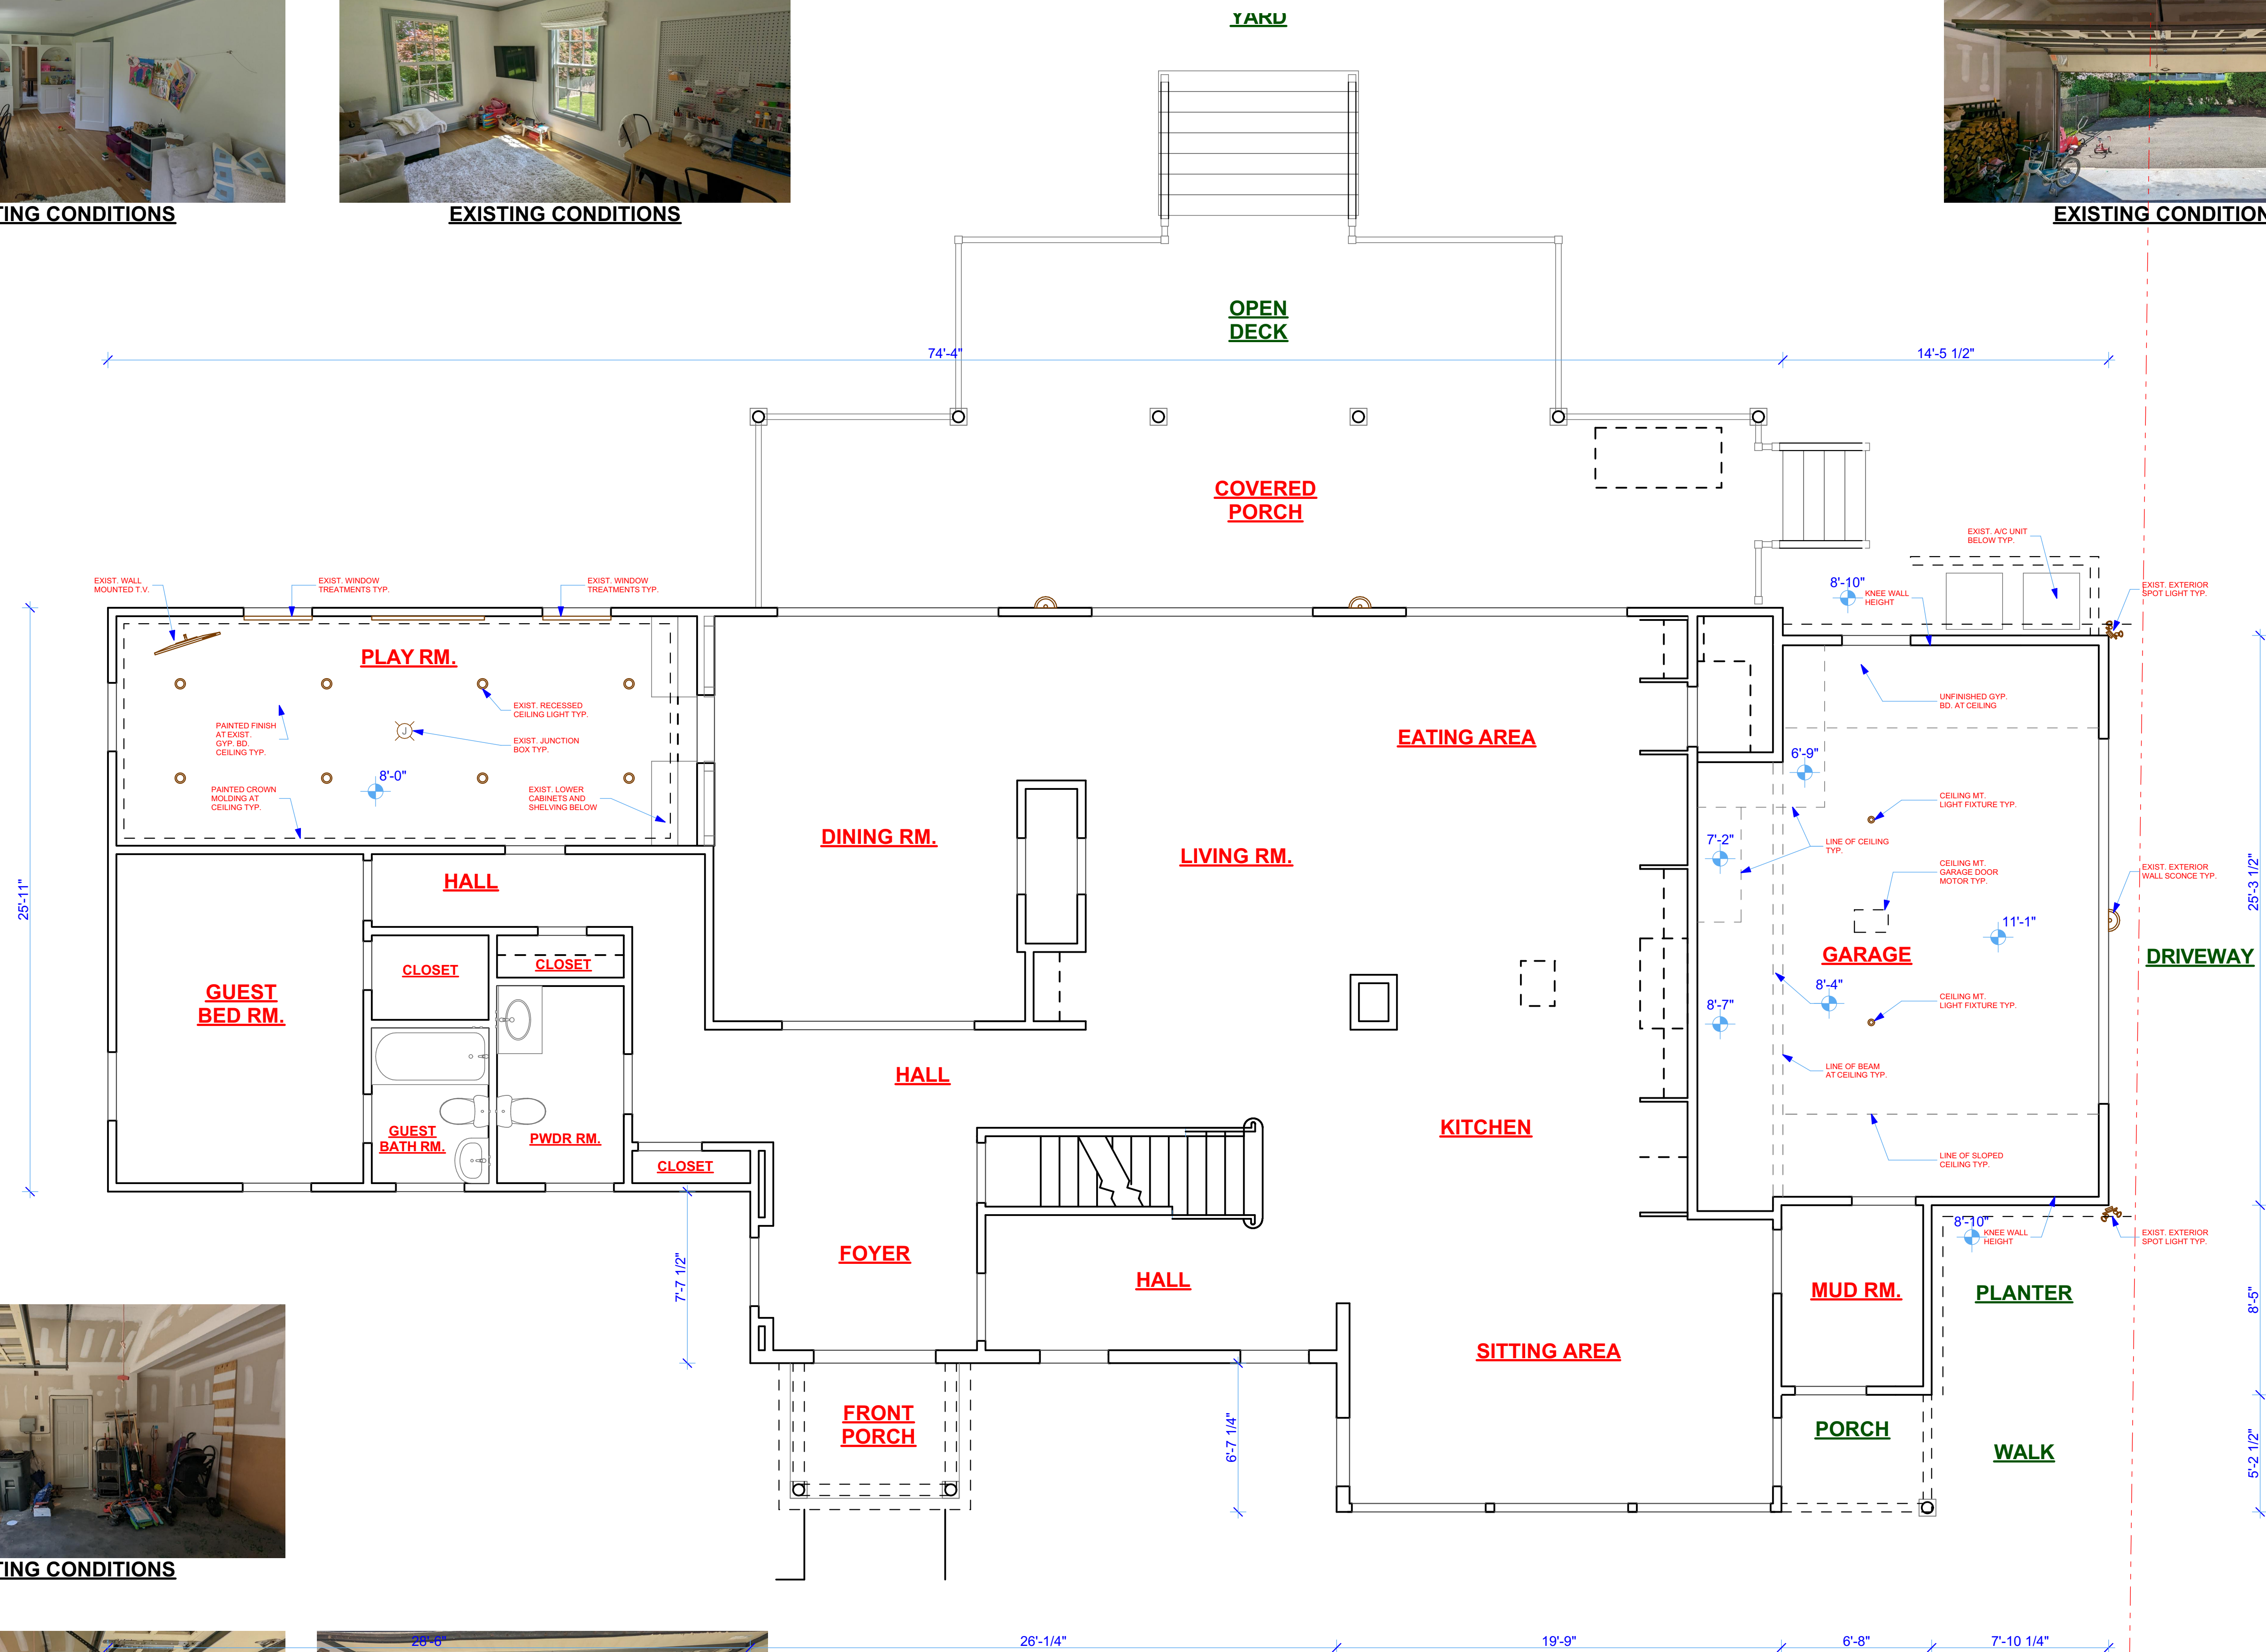 YARD
TING CONDITIONS
EXISTING CONDITIONS
EXISTING CONDITION
OPEN
DECK
74'-4"
14'-5 1/2"
COVERED
PORCH
EXIST. A/C UNIT
BELOW TYP.
EXIST. WALL
MOUNTED T.V.
EXIST. WINDOW
TREATMENTS TYP.
EXIST. WINDOW
TREATMENTS TYP.
8'-10"
KNEE WALL
HEIGHT
EXIST. EXTERIOR
SPOT LIGHT TYP.
PLAY RM.
EXIST. RECESSED
CEILING LIGHT TYP.
UNFINISHED GYP.
BD. AT CEILING
PAINTED FINISH
AT EXIST.
GYP. BD.
CEILING TYP.
J
EXIST. JUNCTION
BOX TYP.
EATING AREA
6'-9"
8'-0"
PAINTED CROWN
MOLDING AT
CEILING TYP.
EXIST. LOWER
CABINETS AND
SHELVING BELOW
CEILING MT.
LIGHT FIXTURE TYP.
DINING RM.
LIVING RM.
7'-2"
LINE OF CEILING
TYP.
25'-11"
HALL
CEILING MT.
GARAGE DOOR
MOTOR TYP.
EXIST. EXTERIOR
WALL SCONCE TYP.
25'-3 1/2"
11'-1"
CLOSET
CLOSET
GARAGE
DRIVEWAY
GUEST
BED RM.
8'-7"
8'-4"
CEILING MT.
LIGHT FIXTURE TYP.
HALL
LINE OF BEAM
AT CEILING TYP.
GUEST
BATH RM.
PWDR RM.
KITCHEN
CLOSET
LINE OF SLOPED
CEILING TYP.
8'-10"
KNEE WALL
HEIGHT
EXIST. EXTERIOR
SPOT LIGHT TYP.
7'-7 1/2"
FOYER
HALL
MUD RM.
PLANTER
8'-5"
SITTING AREA
FRONT
PORCH
6'-7 1/4"
PORCH
WALK
5'-2 1/2"
TING CONDITIONS
28'-6"
26'-1/4"
19'-9"
6'-8"
7'-10 1/4"